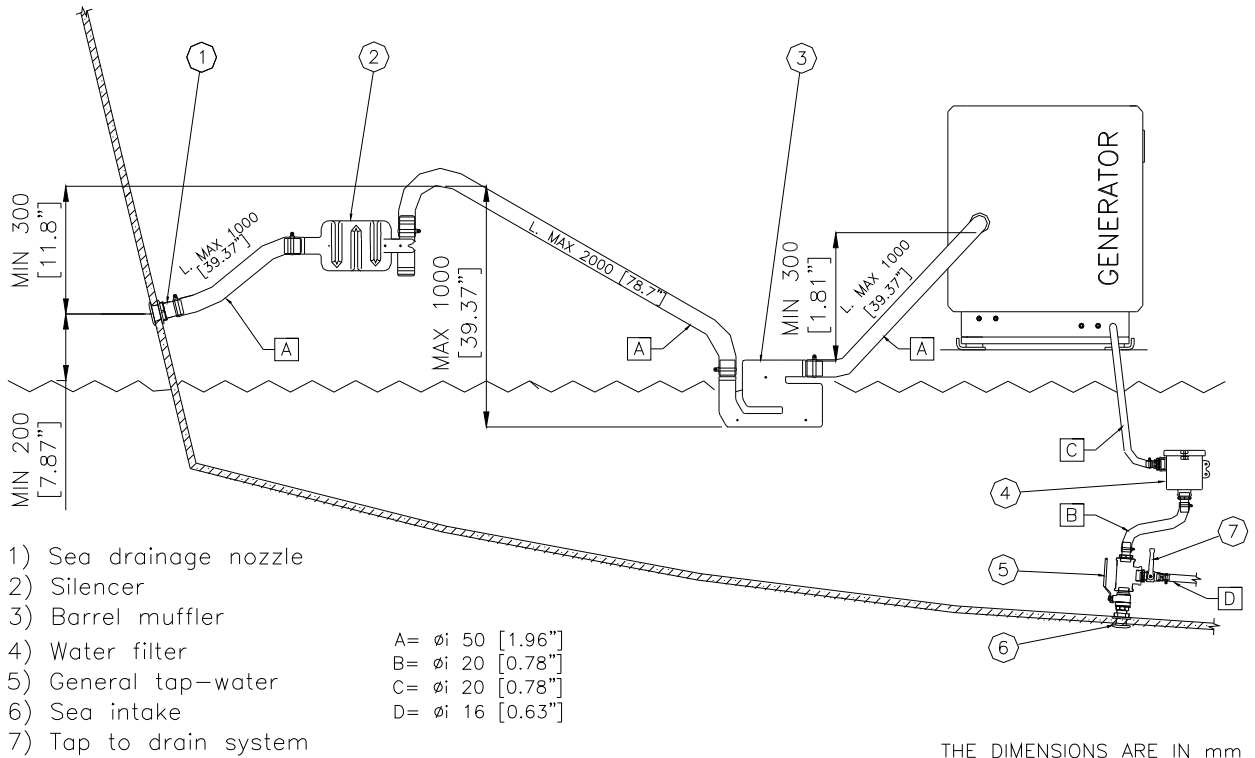 1
2
3
GENERATOR
MIN 300
[11.8"]
L. MAX 1000
[39.37"]
L. MAX 2000 [78.7"]
MAX 1000
[39.37"]
MIN 300
[1.81"]
L. MAX 1000
[39.37"]
A
A
A
MIN 200
[7.87"]
C
4
B
7
5
D
6
1) Sea drainage nozzle
2) Silencer
3) Barrel muffler
4) Water filter
5) General tap-water
6) Sea intake
7) Tap to drain system
A= øi 50 [1.96"]
B= øi 20 [0.78"]
C= øi 20 [0.78"]
D= øi 16 [0.63"]
THE DIMENSIONS ARE IN mm